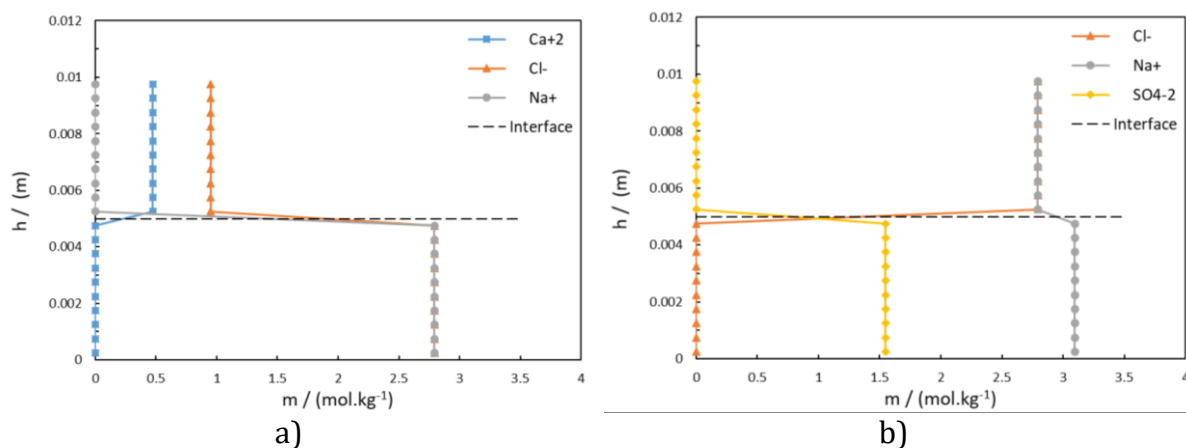 0.012
0.01
0.008
0.006
0.004
0.002
0
h / (m)
0 0.5 1 1.5 2 2.5 3 3.5 4
m / (mol.kg⁻¹)
Ca+2
Cl-
Na+
Interface
a)
0.012
0.01
0.008
0.006
0.004
0.002
0
h / (m)
0 0.5 1 1.5 2 2.5 3 3.5 4
m / (mol.kg⁻¹)
Cl-
Na+
SO4-2
Interface
b)